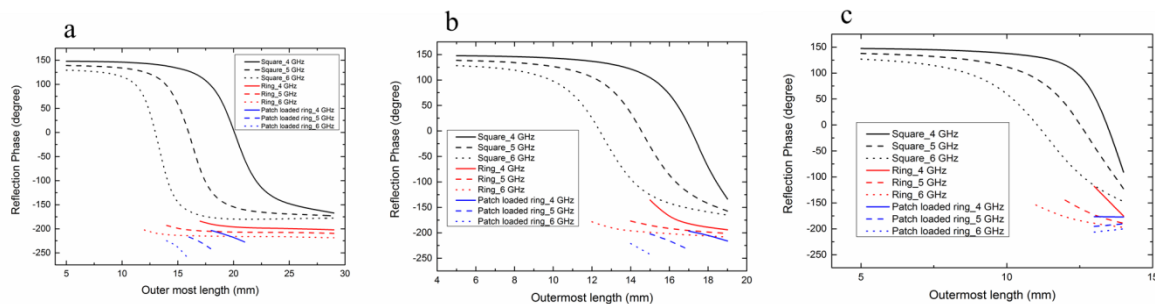 a
150
100
50
0
-50
-100
-150
-200
-250
Reflection Phase (degree)
5
10
15
20
25
30
Outer most length (mm)
Square_4 GHz
Square_5 GHz
Square_6 GHz
Ring_4 GHz
Ring_5 GHz
Ring_6 GHz
Patch loaded ring_4 GHz
Patch loaded ring_5 GHz
Patch loaded ring_6 GHz
b
150
100
50
0
-50
-100
-150
-200
-250
Reflection Phase (degree)
4
6
8
10
12
14
16
18
20
Outermost length (mm)
Square_4 GHz
Square_5 GHz
Square_6 GHz
Ring_4 GHz
Ring_5 GHz
Ring_6 GHz
Patch loaded ring_4 GHz
Patch loaded ring_5 GHz
Patch loaded ring_6 GHz
c
150
100
50
0
-50
-100
-150
-200
-250
Reflection Phase (degree)
5
10
15
Outermost length (mm)
Square_4 GHz
Square_5 GHz
Square_6 GHz
Ring_4 GHz
Ring_5 GHz
Ring_6 GHz
Patch loaded ring_4 GHz
Patch loaded ring_5 GHz
Patch loaded ring_6 GHz